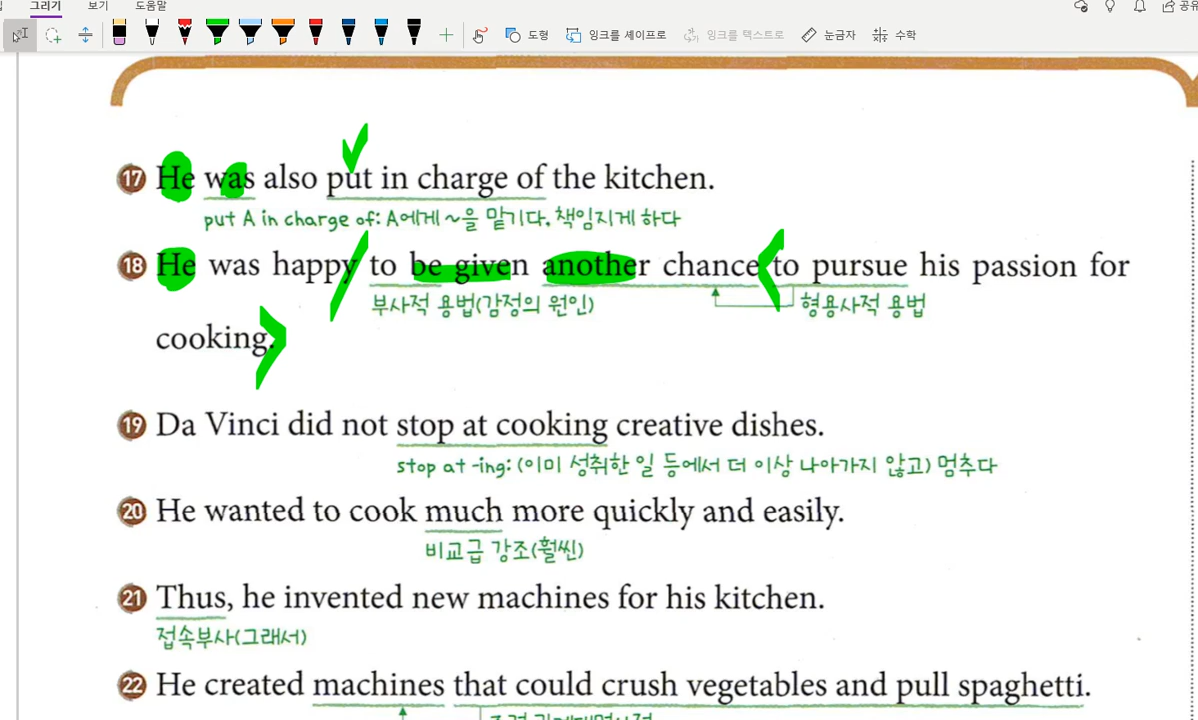 그리기 보기 도움말
도형 잉크를 셰이프로 잉크를 텍스트로 눈금자 수학
17 He was also put in charge of the kitchen.
put A in charge of: A에게 ~을 맡기다, 책임지게 하다
18 He was happy to be given another chance to pursue his passion for
부사적 용법(감정의 원인) 형용사적 용법
cooking.
19 Da Vinci did not stop at cooking creative dishes.
stop at -ing: (이미 성취한 일 등에서 더 이상 나아가지 않고) 멈추다
20 He wanted to cook much more quickly and easily.
비교급 강조(훨씬)
21 Thus, he invented new machines for his kitchen.
접속부사(그래서)
22 He created machines that could crush vegetables and pull spaghetti.